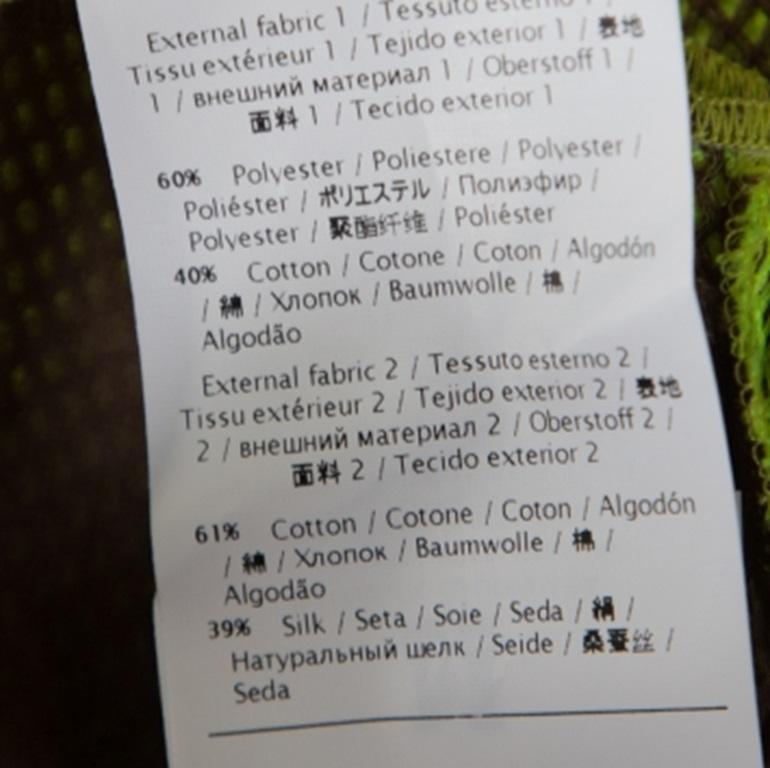 External fabric 1 / Tessuto esterno 1 /
Tissu extérieur 1 / Tejido exterior 1 / 表地
1 / внешний материал 1 / Oberstoff 1 /
面料 1 / Tecido exterior 1
60% Polyester / Poliestere / Polyester /
Poliéster / ポリエステル / Полиэфир /
Polyester / 聚酯纤维 / Poliéster
40% Cotton / Cotone / Coton / Algodón
/ 綿 / Хлопок / Baumwolle / 棉 /
Algodão
External fabric 2 / Tessuto esterno 2 /
Tissu extérieur 2 / Tejido exterior 2 / 表地
2 / внешний материал 2 / Oberstoff 2 /
面料 2 / Tecido exterior 2
61% Cotton / Cotone / Coton / Algodón
/ 綿 / Хлопок / Baumwolle / 棉 /
Algodão
39% Silk / Seta / Soie / Seda / 絹 /
Натуральный шелк / Seide / 桑蚕丝 /
Seda